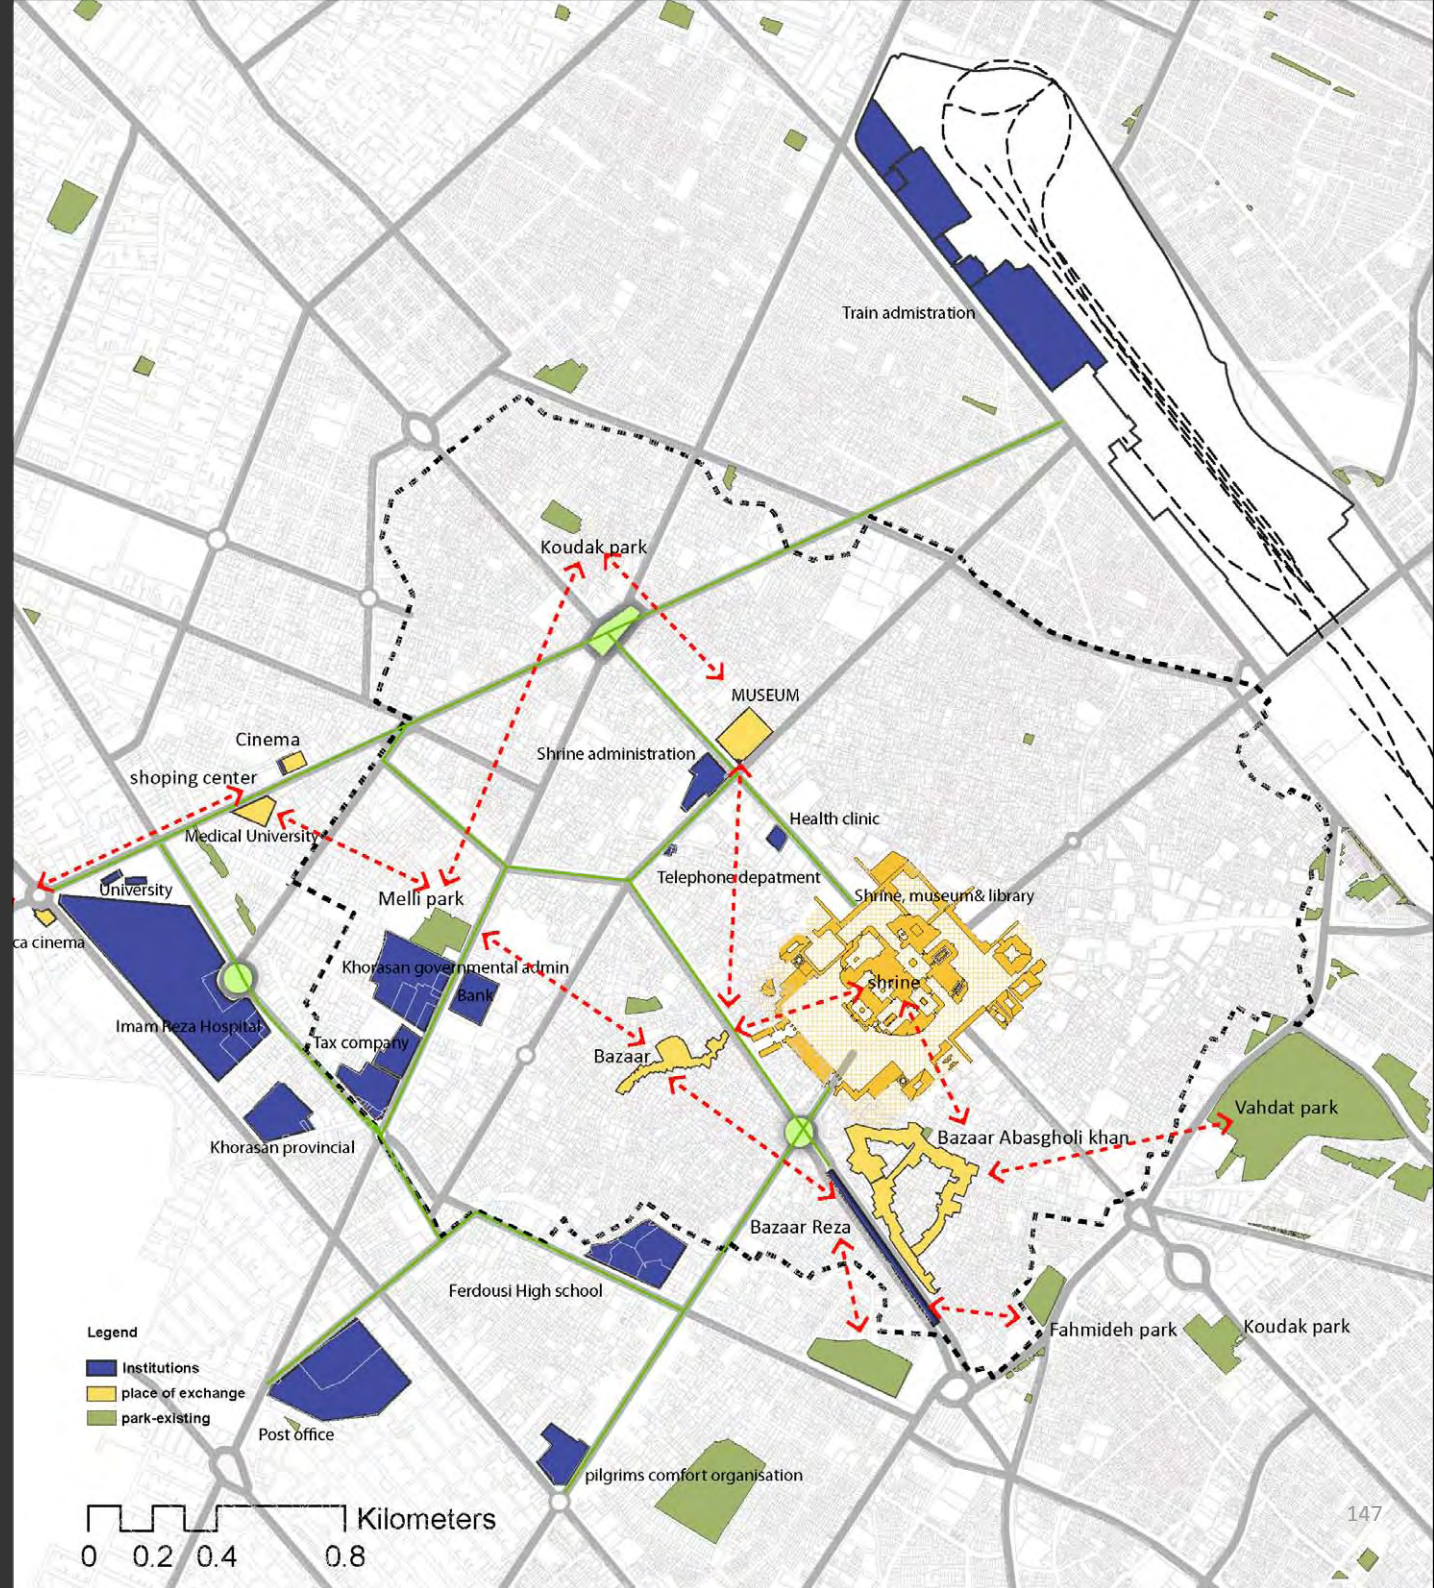 Train admistration
Koudak park
MUSEUM
Cinema
Shrine administration
shoping center
Health clinic
Medical University
Telephone depatment
University
Melli park
Shrine, museum& library
ca cinema
Khorasan governmental admin
shrine
Bank
Imam Reza Hospital
Tax company
Bazaar
Vahdat park
Khorasan provincial
Bazaar Abasgholi khan
Bazaar Reza
Ferdousi High school
Fahmideh park
Koudak park
Legend
Institutions
place of exchange
park-existing
Post office
pilgrims comfort organisation
Kilometers
0 0.2 0.4 0.8
147